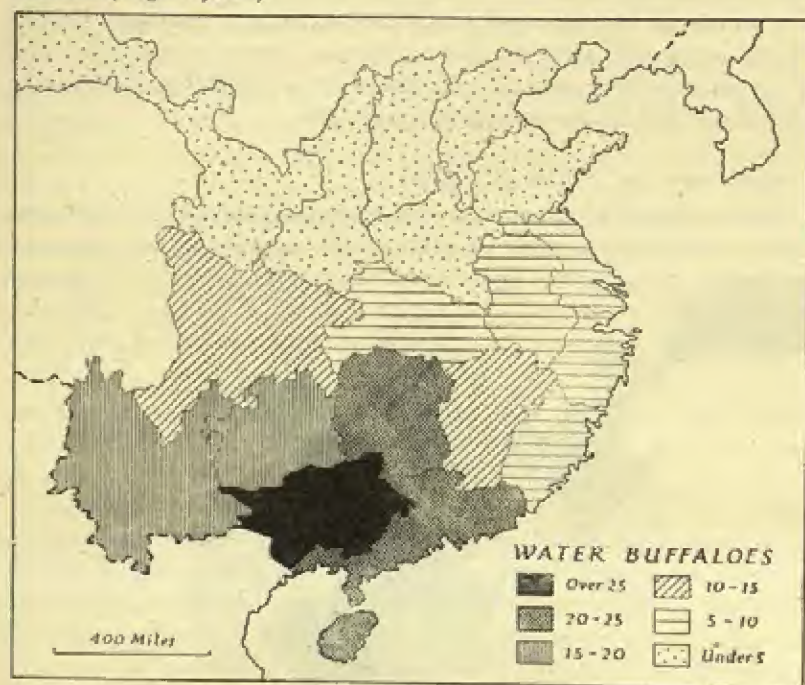 WATER BUFFALOES
Over 25
20-25
15-20
10-15
5-10
Under 5
400 Miles